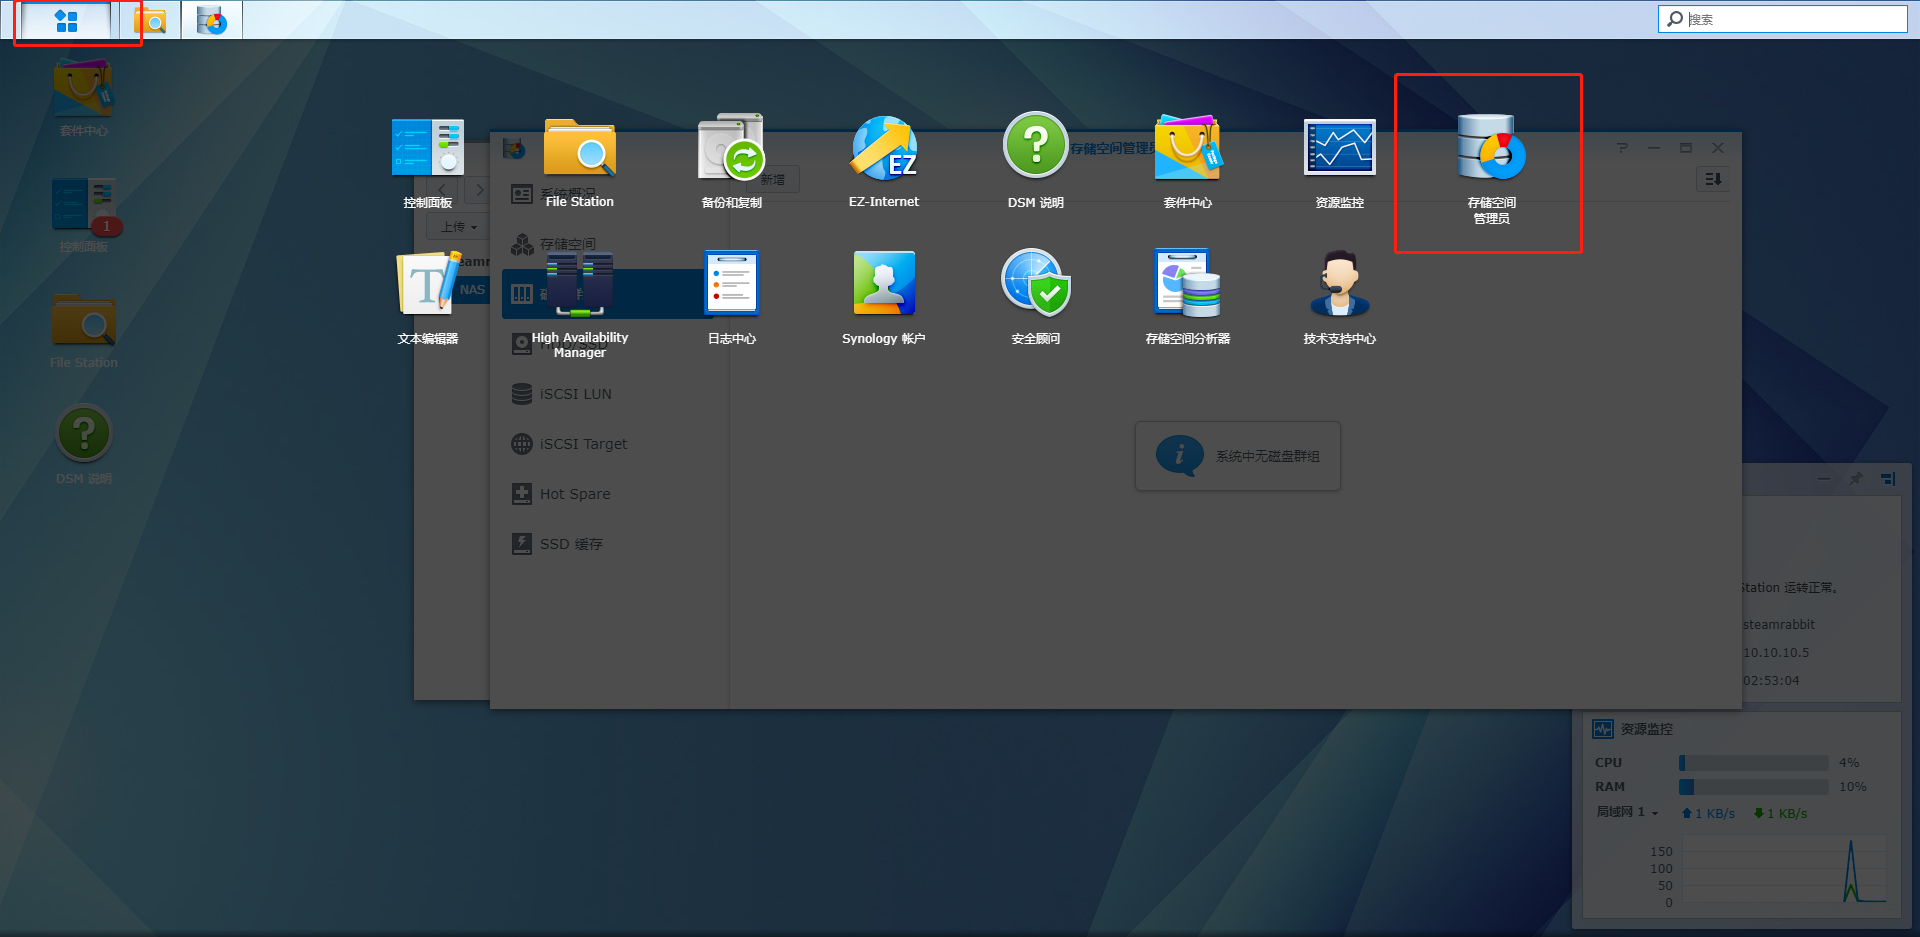 搜索
套件中心
控制面板
1
File Station
DSM 说明
控制面板
File Station
备份和复制
EZ
EZ-Internet
DSM 说明
套件中心
资源监控
存储空间
管理员
文本编辑器
High Availability
Manager
日志中心
Synology 帐户
安全顾问
存储空间分析器
技术支持中心
上传
NAS
存储空间管理员
新增
系统概况
存储空间
HDD/SSD
iSCSI LUN
iSCSI Target
Hot Spare
SSD 缓存
系统中无磁盘群组
Station 运转正常。
steamrabbit
10.10.10.5
02:53:04
资源监控
CPU 4%
RAM 10%
局域网 1 1 KB/s 1 KB/s
150
100
50
0